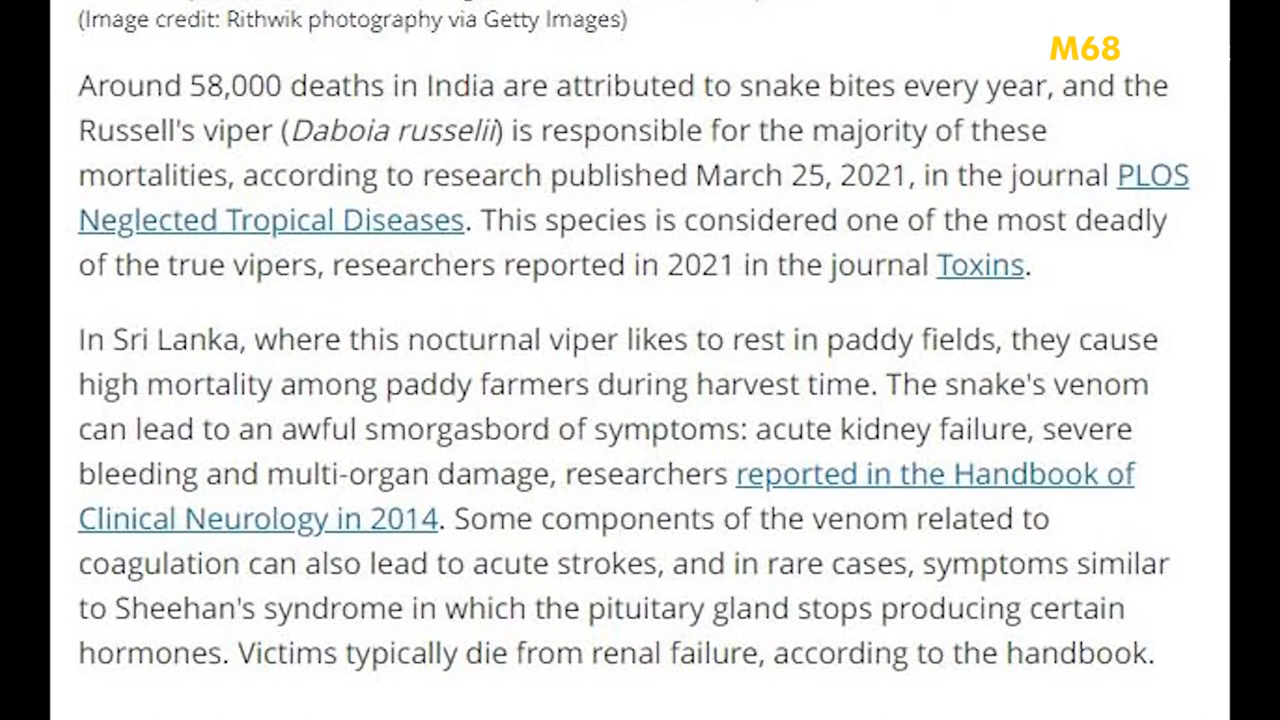 (Image credit: Rithwik photography via Getty Images)
M68
Around 58,000 deaths in India are attributed to snake bites every year, and the
Russell's viper (Daboia russelii) is responsible for the majority of these
mortalities, according to research published March 25, 2021, in the journal PLOS
Neglected Tropical Diseases. This species is considered one of the most deadly
of the true vipers, researchers reported in 2021 in the journal Toxins.
In Sri Lanka, where this nocturnal viper likes to rest in paddy fields, they cause
high mortality among paddy farmers during harvest time. The snake's venom
can lead to an awful smorgasbord of symptoms: acute kidney failure, severe
bleeding and multi-organ damage, researchers reported in the Handbook of
Clinical Neurology in 2014. Some components of the venom related to
coagulation can also lead to acute strokes, and in rare cases, symptoms similar
to Sheehan's syndrome in which the pituitary gland stops producing certain
hormones. Victims typically die from renal failure, according to the handbook.